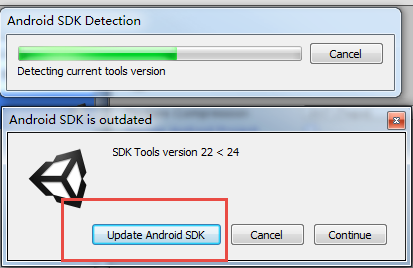 Android SDK Detection
Cancel
Detecting current tools version
Android SDK is outdated
SDK Tools version 22 < 24
Update Android SDK
Cancel
Continue